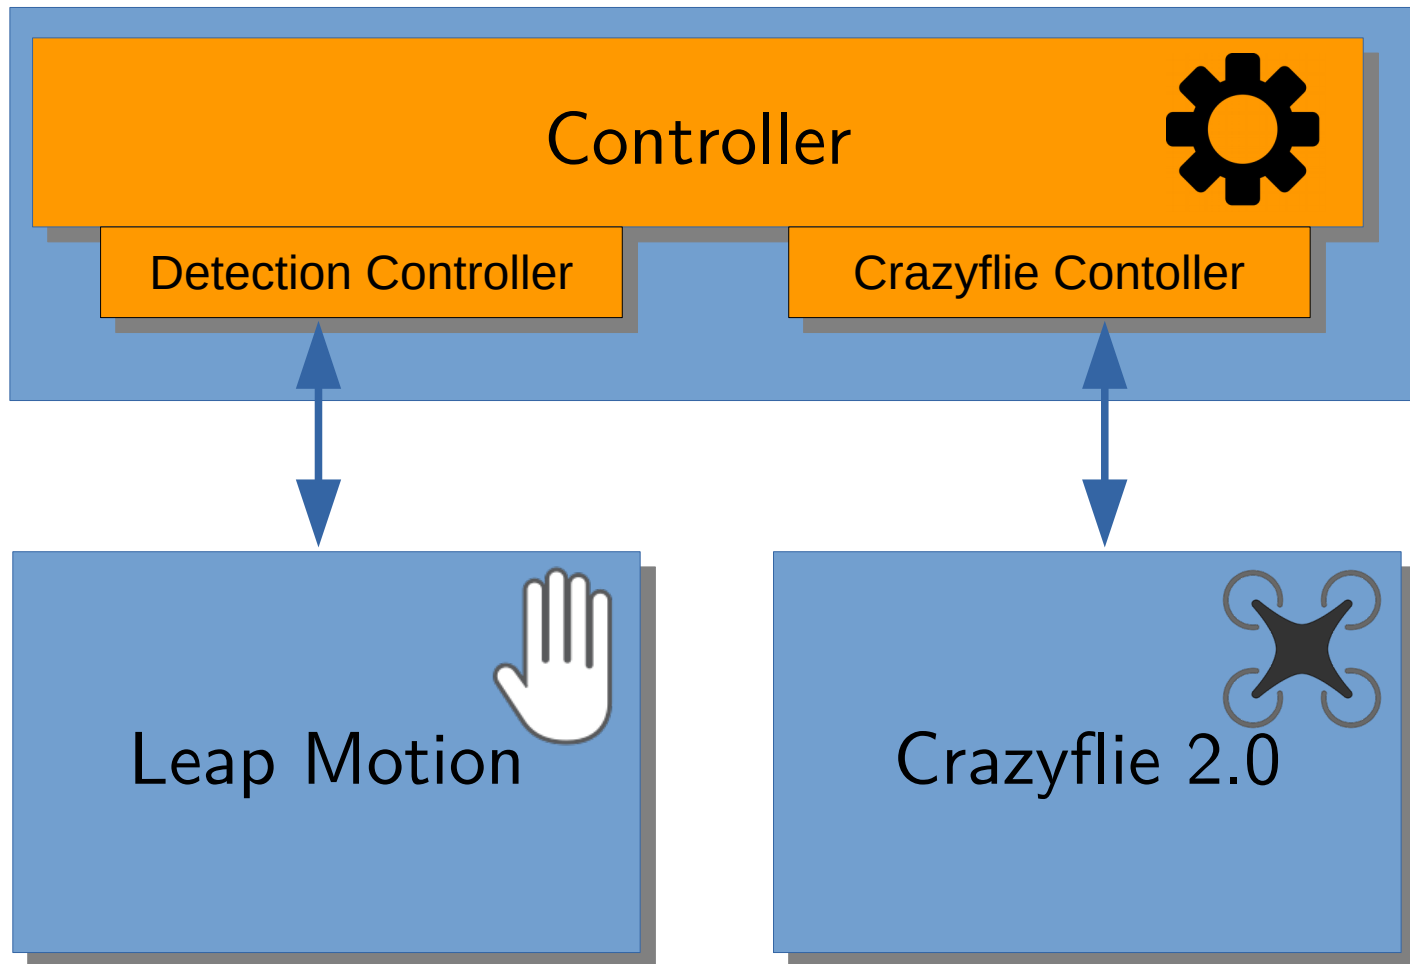 Controller
Detection Controller
Crazyflie Contoller
Leap Motion
Crazyflie 2.0